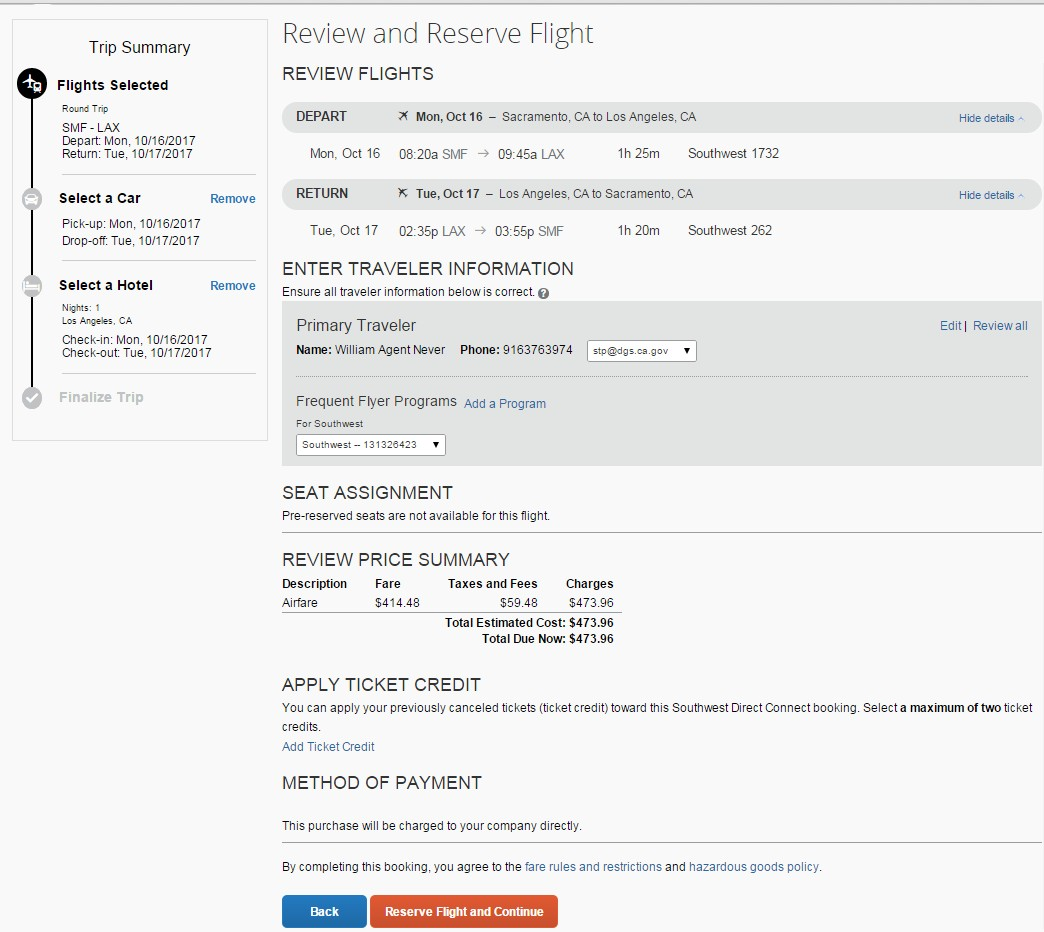 Trip Summary
Flights Selected
Round Trip
SMF - LAX
Depart: Mon, 10/16/2017
Return: Tue, 10/17/2017
Select a Car Remove
Pick-up: Mon, 10/16/2017
Drop-off: Tue, 10/17/2017
Select a Hotel Remove
Nights: 1
Los Angeles, CA
Check-in: Mon, 10/16/2017
Check-out: Tue, 10/17/2017
Finalize Trip
Review and Reserve Flight
REVIEW FLIGHTS
DEPART Mon, Oct 16 – Sacramento, CA to Los Angeles, CA Hide details
Mon, Oct 16 08:20a SMF → 09:45a LAX 1h 25m Southwest 1732
RETURN Tue, Oct 17 – Los Angeles, CA to Sacramento, CA Hide details
Tue, Oct 17 02:35p LAX → 03:55p SMF 1h 20m Southwest 262
ENTER TRAVELER INFORMATION
Ensure all traveler information below is correct. ?
Primary Traveler Edit | Review all
Name: William Agent Never Phone: 9163763974 stp@dgs.ca.gov
Frequent Flyer Programs Add a Program
For Southwest
Southwest -- 131326423
SEAT ASSIGNMENT
Pre-reserved seats are not available for this flight.
REVIEW PRICE SUMMARY
Description Fare Taxes and Fees Charges
Airfare $414.48 $59.48 $473.96
Total Estimated Cost: $473.96
Total Due Now: $473.96
APPLY TICKET CREDIT
You can apply your previously canceled tickets (ticket credit) toward this Southwest Direct Connect booking. Select a maximum of two ticket
credits.
Add Ticket Credit
METHOD OF PAYMENT
This purchase will be charged to your company directly.
By completing this booking, you agree to the fare rules and restrictions and hazardous goods policy.
Back Reserve Flight and Continue